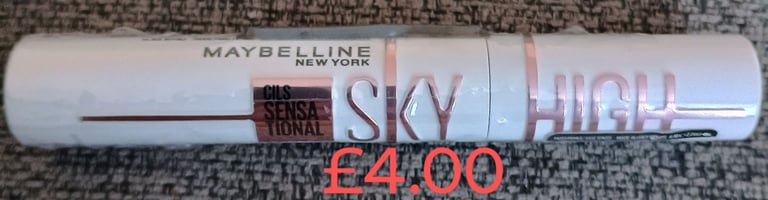 MAYBELLINE
NEW YORK
CILS
SENSA
TIONAL
SKY HIGH
£4.00